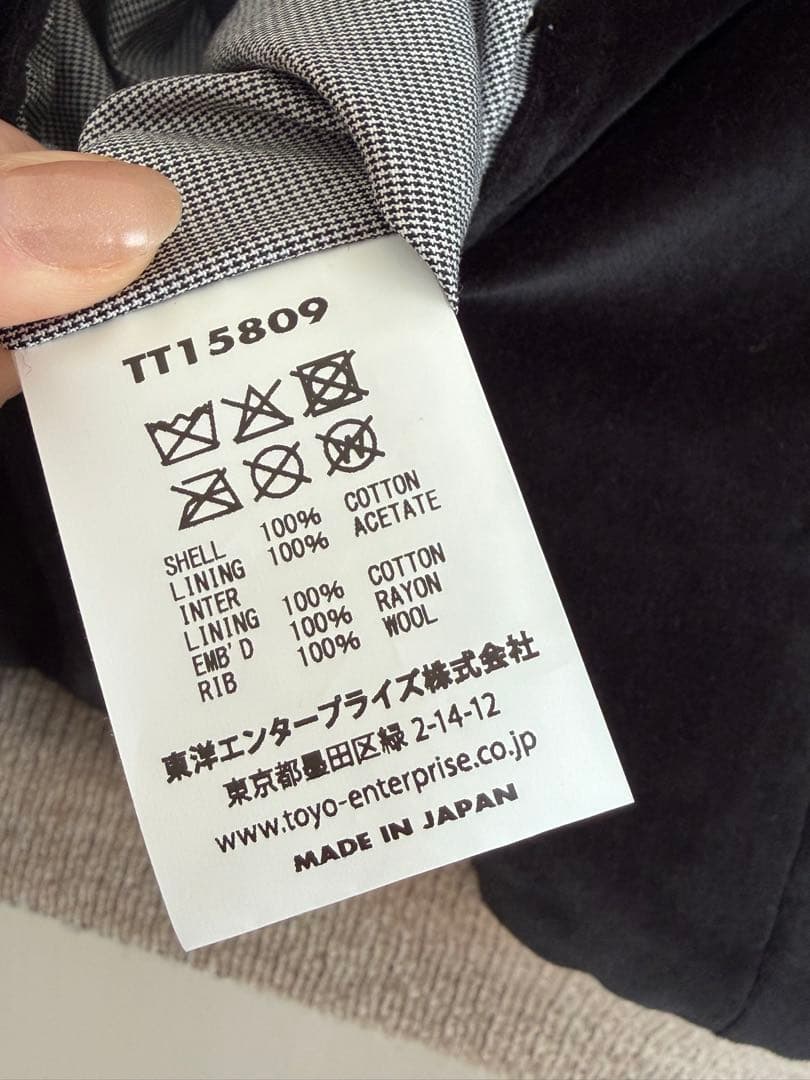 TT15809
W
SHELL 100% COTTON
LINING 100% ACETATE
INTER
LINING 100% COTTON
EMB'D 100% RAYON
RIB 100% WOOL
東洋エンタープライズ株式会社
東京都墨田区緑 2-14-12
www.toyo-enterprise.co.jp
MADE IN JAPAN